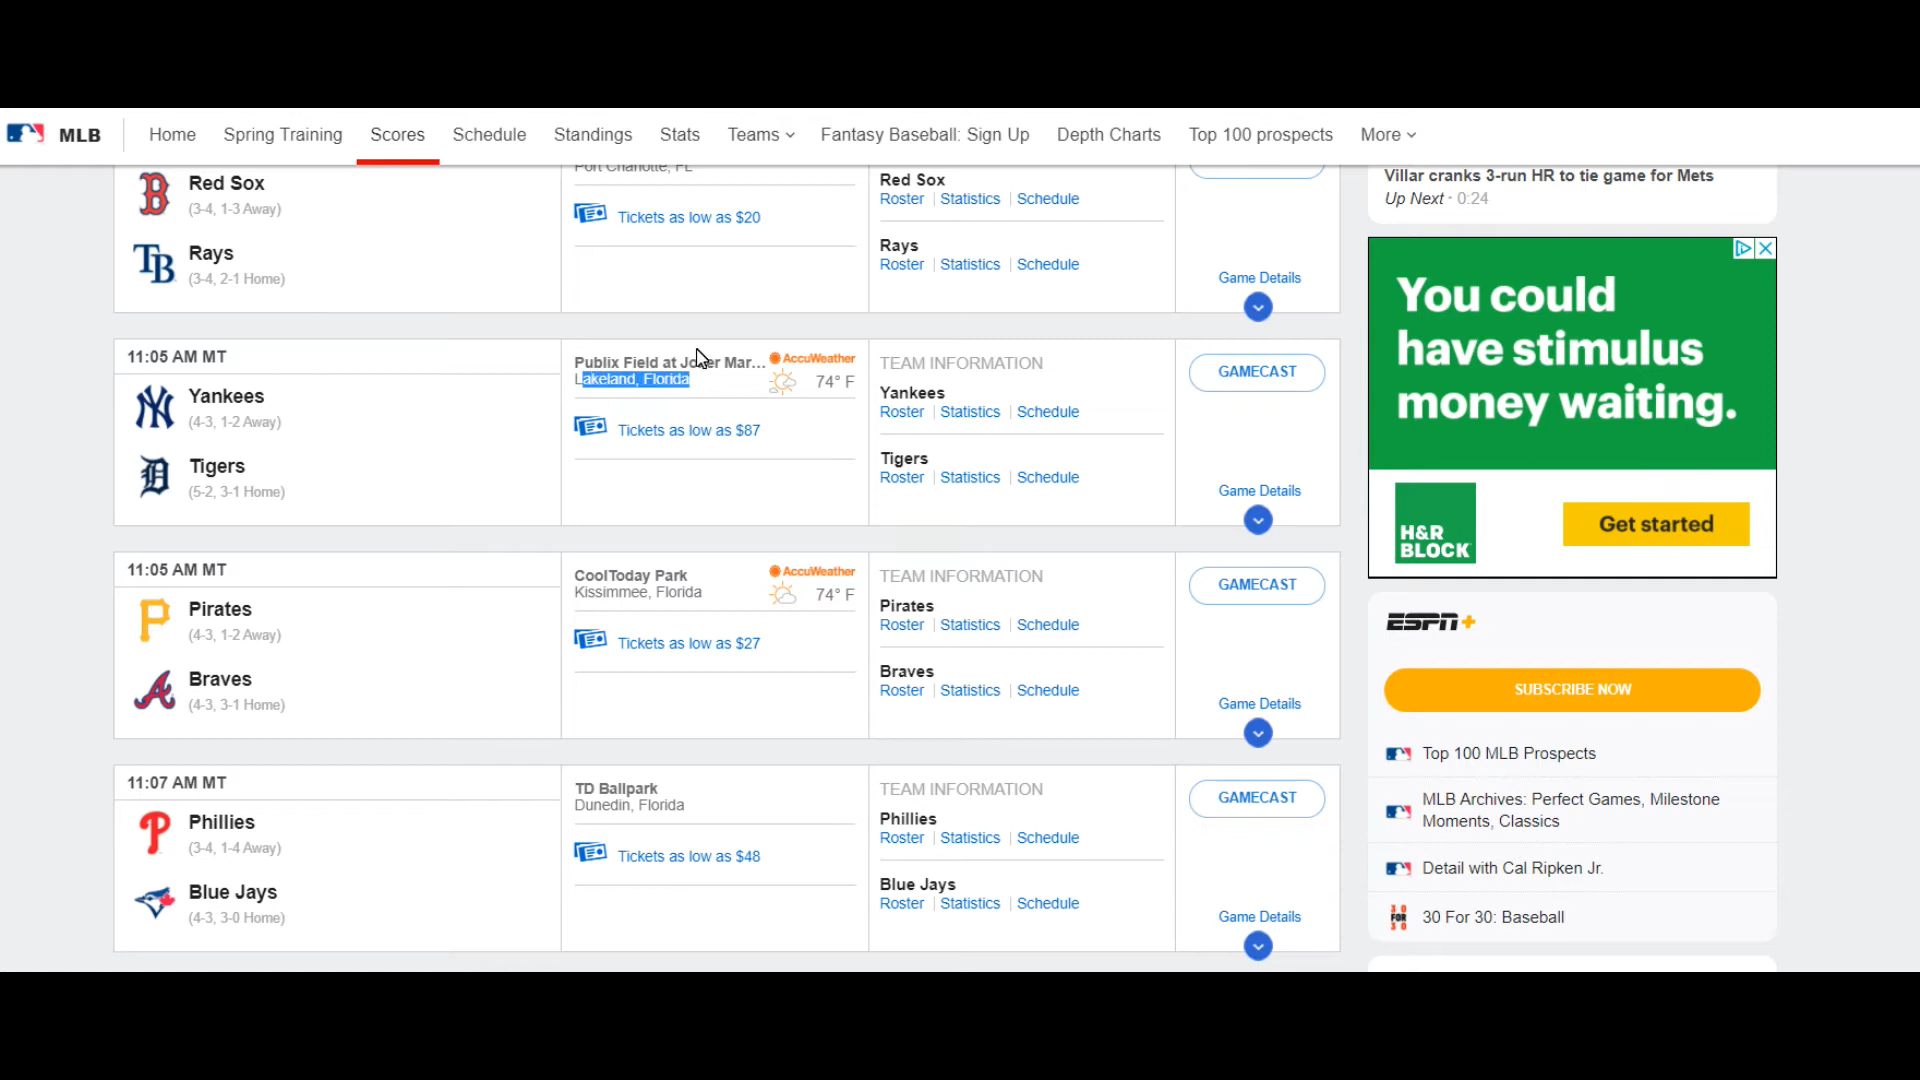 MLB
Home
Spring Training
Scores
Schedule
Standings
Stats
Teams
Fantasy Baseball: Sign Up
Depth Charts
Top 100 prospects
More
Port Charlotte, FL
Red Sox
(3-4, 1-3 Away)
Rays
(3-4, 2-1 Home)
Tickets as low as $20
Red Sox
Roster | Statistics | Schedule
Rays
Roster | Statistics | Schedule
Game Details
11:05 AM MT
Yankees
(4-3, 1-2 Away)
Tigers
(5-2, 3-1 Home)
Publix Field at Jo er Mar...
Lakeland, Florida
AccuWeather
74° F
Tickets as low as $87
TEAM INFORMATION
Yankees
Roster | Statistics | Schedule
Tigers
Roster | Statistics | Schedule
GAMECAST
Game Details
11:05 AM MT
Pirates
(4-3, 1-2 Away)
Braves
(4-3, 3-1 Home)
CoolToday Park
Kissimmee, Florida
AccuWeather
74° F
Tickets as low as $27
TEAM INFORMATION
Pirates
Roster | Statistics | Schedule
Braves
Roster | Statistics | Schedule
GAMECAST
Game Details
11:07 AM MT
Phillies
(3-4, 1-4 Away)
Blue Jays
(4-3, 3-0 Home)
TD Ballpark
Dunedin, Florida
Tickets as low as $48
TEAM INFORMATION
Phillies
Roster | Statistics | Schedule
Blue Jays
Roster | Statistics | Schedule
GAMECAST
Game Details
Villar cranks 3-run HR to tie game for Mets
Up Next · 0:24
You could
have stimulus
money waiting.
H&R
BLOCK
Get started
ESPN+
SUBSCRIBE NOW
Top 100 MLB Prospects
MLB Archives: Perfect Games, Milestone
Moments, Classics
Detail with Cal Ripken Jr.
30 For 30: Baseball